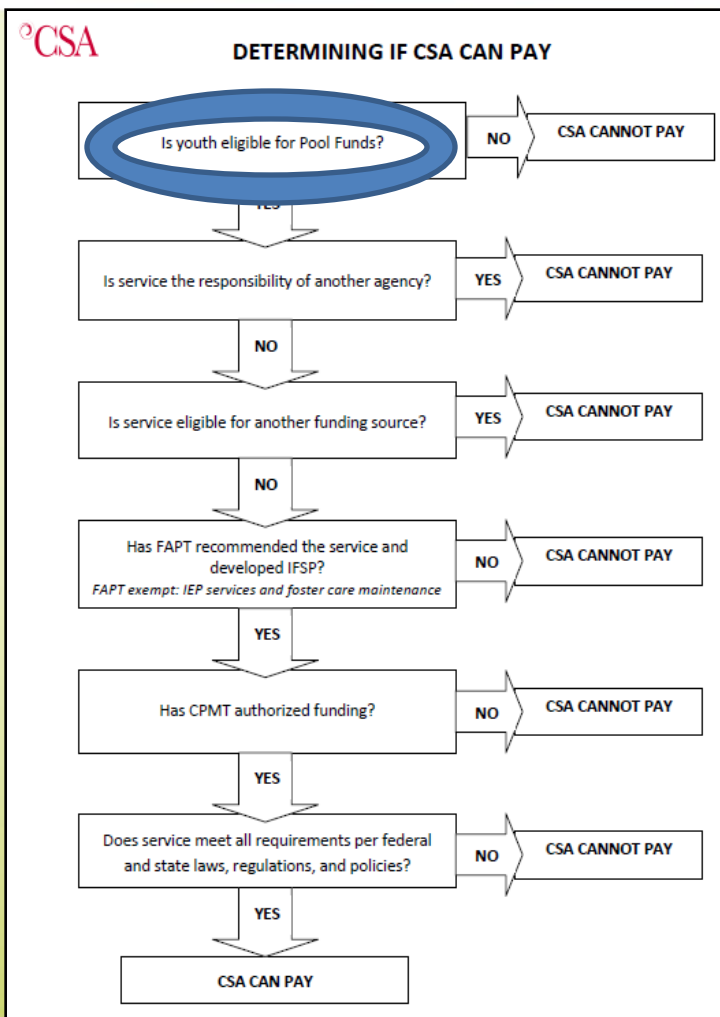 CSA
DETERMINING IF CSA CAN PAY
Is youth eligible for Pool Funds?
NO
CSA CANNOT PAY
YES
Is service the responsibility of another agency?
YES
CSA CANNOT PAY
NO
Is service eligible for another funding source?
YES
CSA CANNOT PAY
NO
Has FAPT recommended the service and
developed IFSP?
FAPT exempt: IEP services and foster care maintenance
NO
CSA CANNOT PAY
YES
Has CPMT authorized funding?
NO
CSA CANNOT PAY
YES
Does service meet all requirements per federal
and state laws, regulations, and policies?
NO
CSA CANNOT PAY
YES
CSA CAN PAY